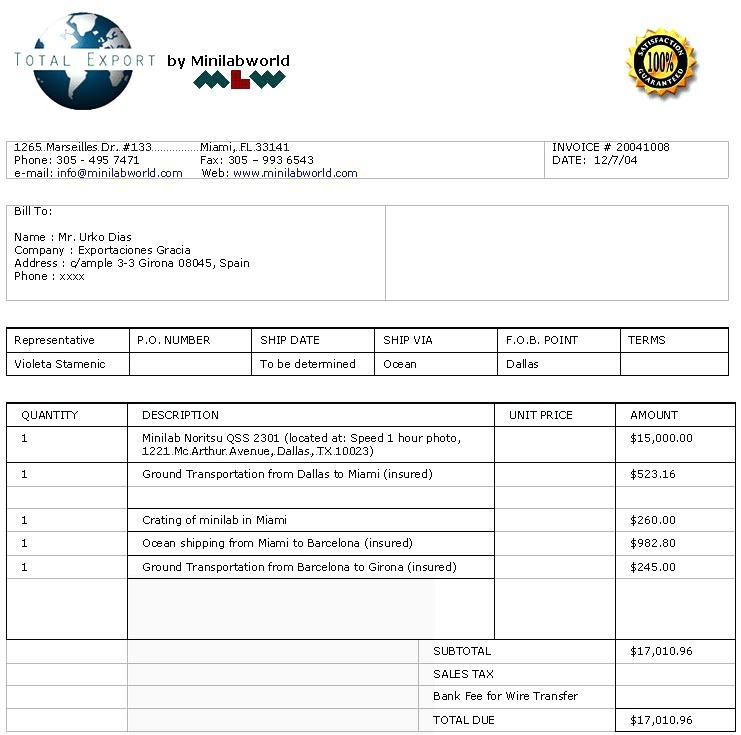 TOTAL EXPORT by Minilabworld
MLW
SATISFACTION
100%
GUARANTEED
1265 Marseilles Dr. #133 Miami, FL 33141
Phone: 305 - 495 7471 Fax: 305 – 993 6543
e-mail: info@minilabworld.com Web: www.minilabworld.com
INVOICE # 20041008
DATE: 12/7/04
Bill To:
Name : Mr. Urko Dias
Company : Exportaciones Gracia
Address : c/ample 3-3 Girona 08045, Spain
Phone : xxxx
Representative P.O. NUMBER SHIP DATE SHIP VIA F.O.B. POINT TERMS
Violeta Stamenic To be determined Ocean Dallas
QUANTITY DESCRIPTION UNIT PRICE AMOUNT
1 Minilab Noritsu QSS 2301 (located at: Speed 1 hour photo, $15,000.00
1221 Mc Arthur Avenue, Dallas, TX 10023)
1 Ground Transportation from Dallas to Miami (insured) $523.16
1 Crating of minilab in Miami $260.00
1 Ocean shipping from Miami to Barcelona (insured) $982.80
1 Ground Transportation from Barcelona to Girona (insured) $245.00
SUBTOTAL $17,010.96
SALES TAX
Bank Fee for Wire Transfer
TOTAL DUE $17,010.96